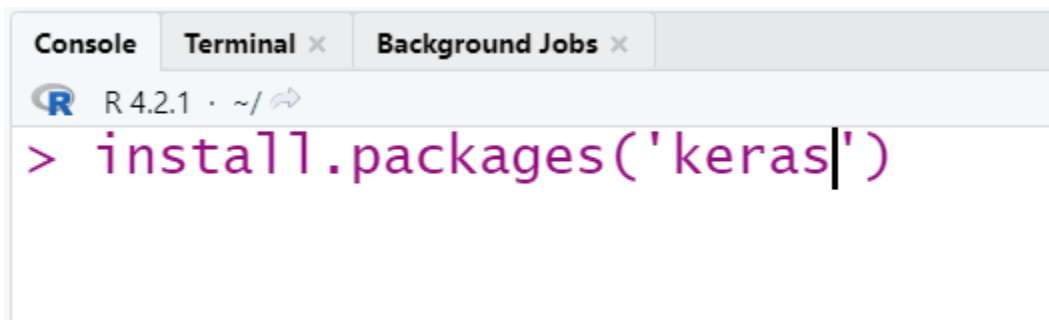 Console Terminal × Background Jobs ×
R R 4.2.1 · ~/
> install.packages('keras')